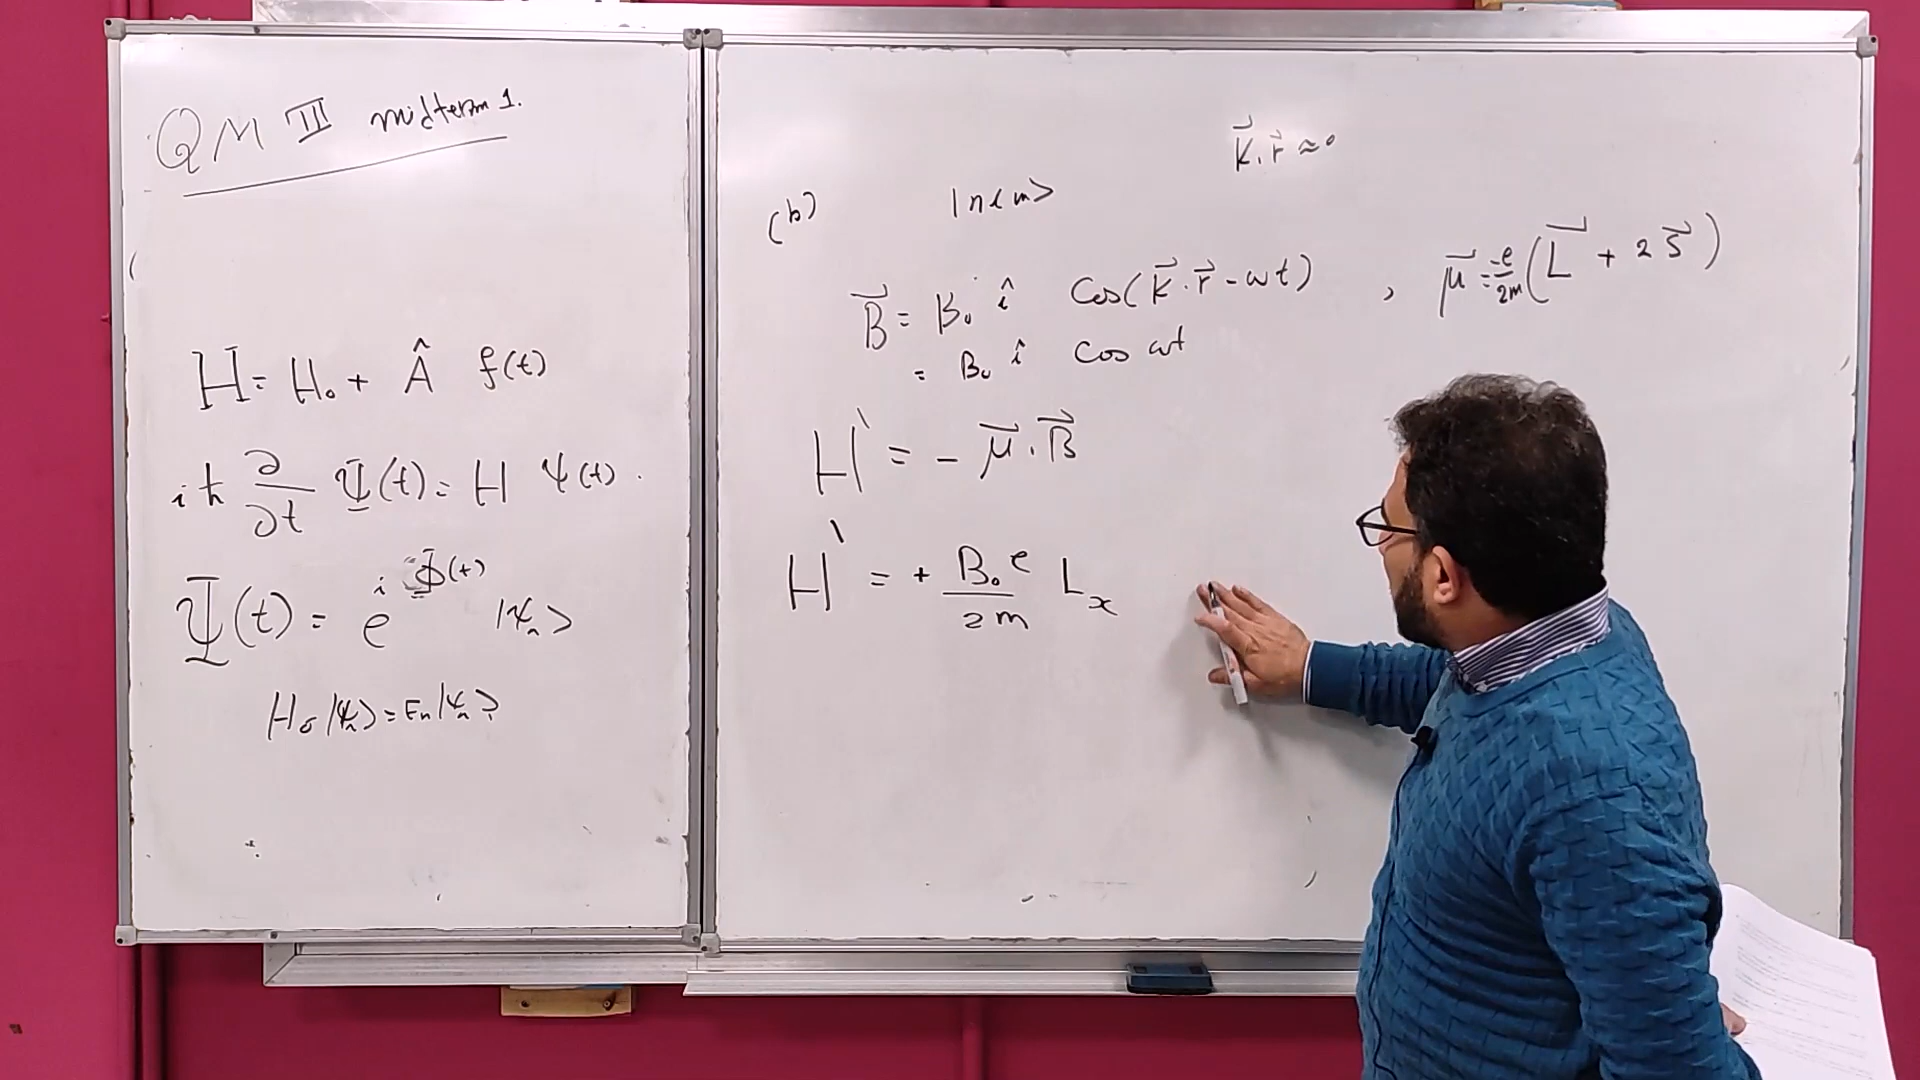 QM III midterm 1.
H = H₀ + Â f(t)
iħ ∂/∂t Ψ(t) = H ψ(t).
Ψ(t) = e^{iΦ(t)} |ψₙ>
H₀|ψₙ> = Eₙ|ψₙ>
k⃗.r⃗ ≈ 0
(b) |nlm>
B⃗ = B₀ î cos(k⃗.r⃗ - ωt) , μ⃗ = -e/2m (L⃗ + 2S⃗)
= B₀ î cos ωt
H' = - μ⃗.B⃗
H' = + B₀e/2m Lₓ